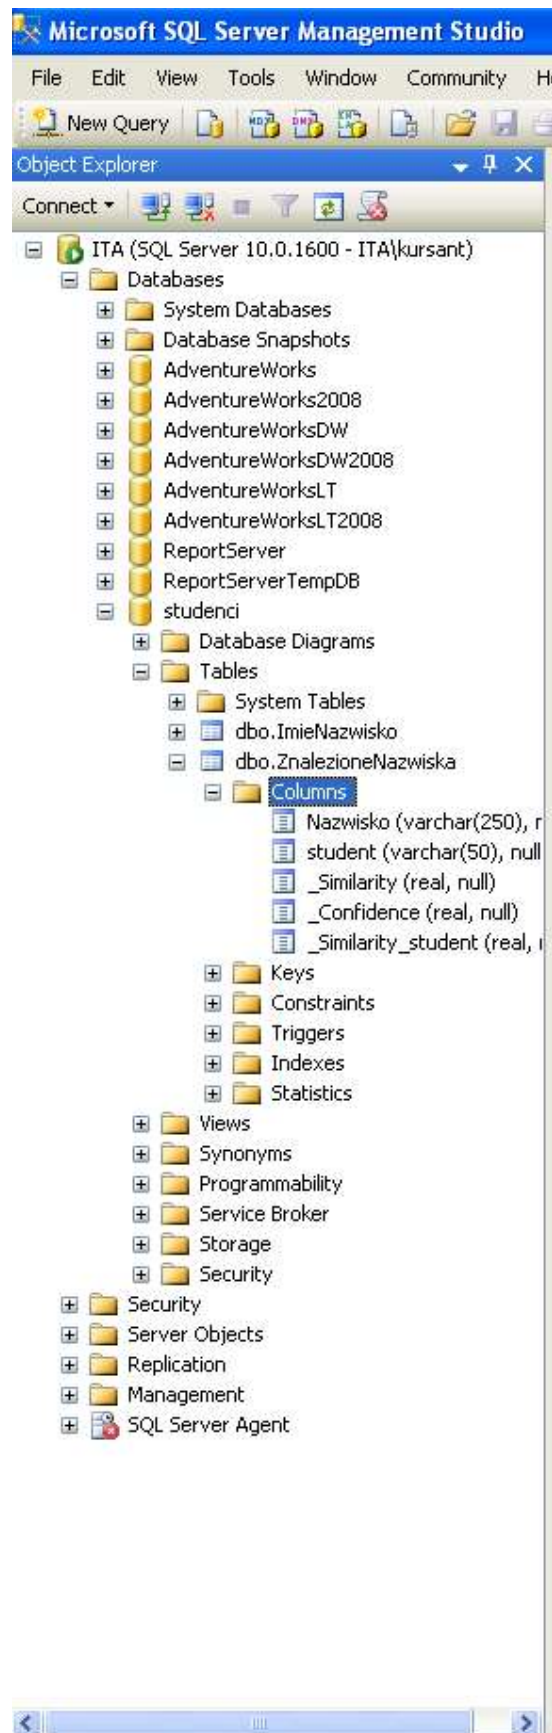 Microsoft SQL Server Management Studio
File Edit View Tools Window Community
New Query
Object Explorer
Connect
ITA (SQL Server 10.0.1600 - ITA\kursant)
Databases
System Databases
Database Snapshots
AdventureWorks
AdventureWorks2008
AdventureWorksDW
AdventureWorksDW2008
AdventureWorksLT
AdventureWorksLT2008
ReportServer
ReportServerTempDB
studenci
Database Diagrams
Tables
System Tables
dbo.ImieNazwisko
dbo.ZnalezioneNazwiska
Columns
Nazwisko (varchar(250),
student (varchar(50), null
_Similarity (real, null)
_Confidence (real, null)
_Similarity_student (real,
Keys
Constraints
Triggers
Indexes
Statistics
Views
Synonyms
Programmability
Service Broker
Storage
Security
Security
Server Objects
Replication
Management
SQL Server Agent